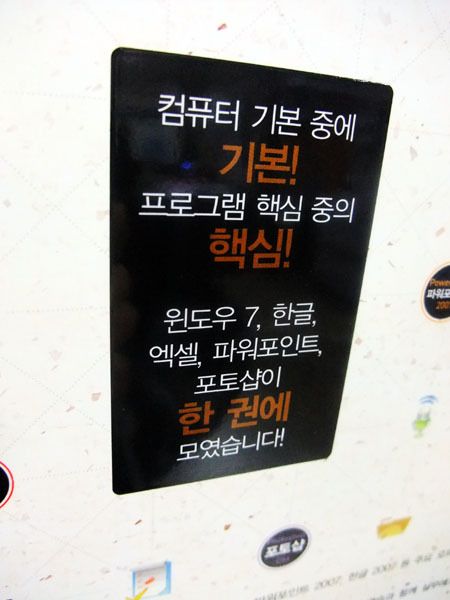 컴퓨터 기본 중에
기본!
프로그램 핵심 중의
핵심!
윈도우 7, 한글,
엑셀, 파워포인트,
포토샵이
한 권에
모였습니다!
포토샵